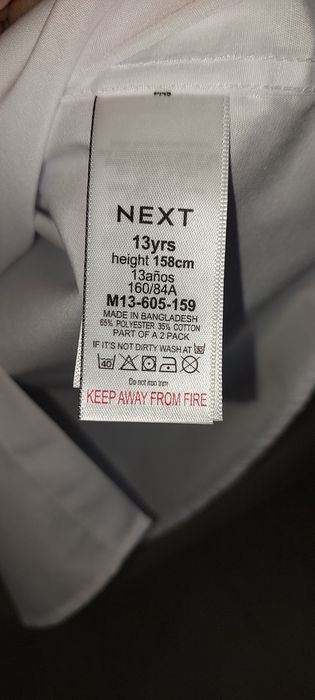 NEXT
13yrs
height 158cm
13años
160/84A
M13-605-159
MADE IN BANGLADESH
65% POLYESTER 35% COTTON
PART OF A 2 PACK
IF IT'S NOT DIRTY WASH AT 30
40
Do not iron trim
KEEP AWAY FROM FIRE